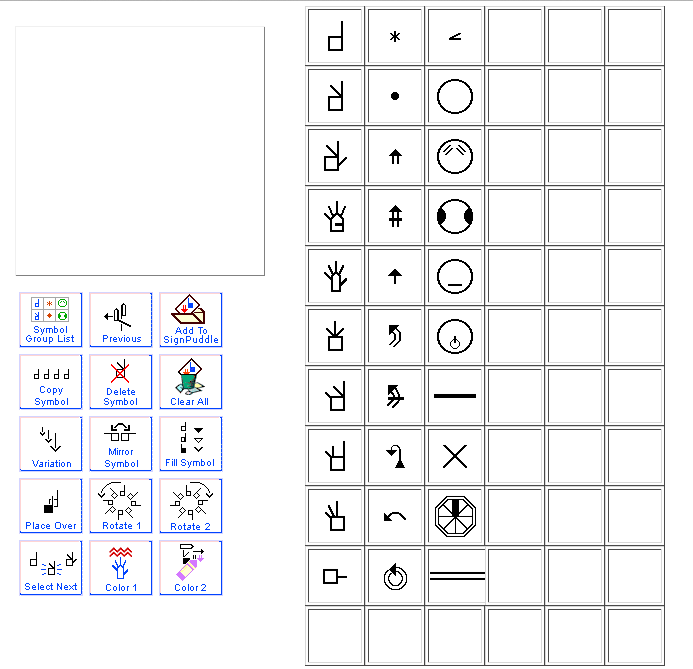 Symbol
Group List
Previous
Add To
SignPuddle
Copy
Symbol
Delete
Symbol
Clear All
Variation
Mirror
Symbol
Fill Symbol
Place Over
Rotate 1
Rotate 2
Select Next
Color 1
Color 2